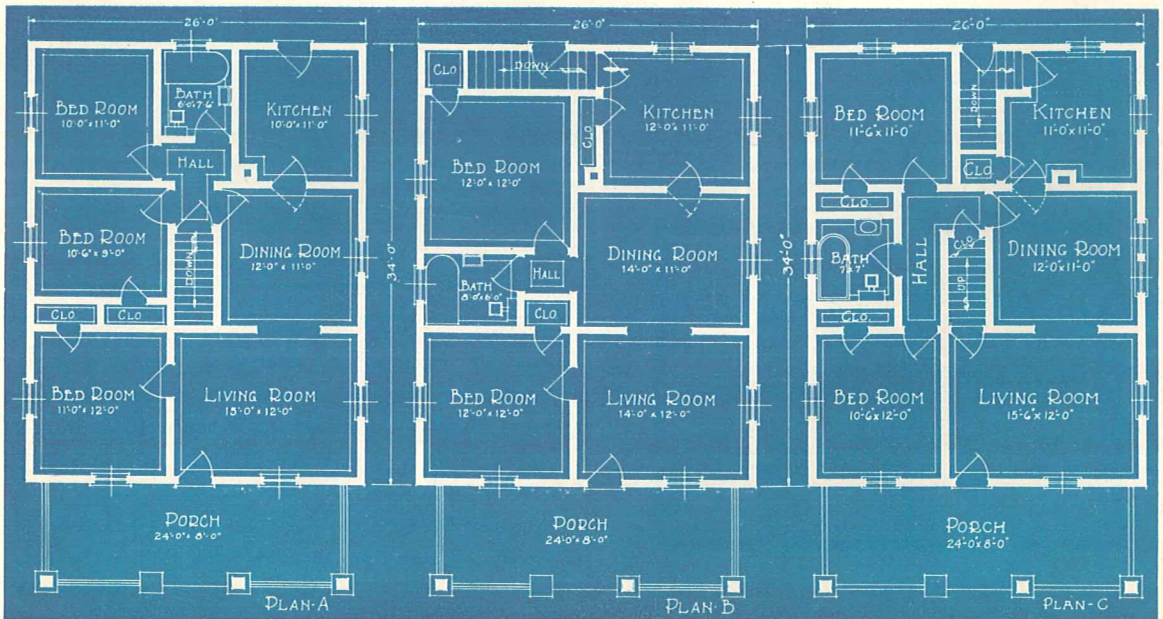 26'-0"
BED ROOM
10'-0" x 11'-0"
BATH
6'-0" x 7'-6"
KITCHEN
10'-0" x 11'-0"
HALL
BED ROOM
10'-6" x 9'-0"
DOWN
DINING ROOM
12'-0" x 11'-0"
CLO.
CLO.
BED ROOM
11'-0" x 12'-0"
LIVING ROOM
15'-0" x 12'-0"
PORCH
24'-0" x 8'-0"
PLAN-A
34'-0"
26'-0"
CLO
DOWN
KITCHEN
12'-0" x 11'-0"
CLO
BED ROOM
12'-0" x 12'-0"
DINING ROOM
14'-0" x 11'-0"
HALL
BATH
8'-0" x 6'-0"
CLO
BED ROOM
12'-0" x 12'-0"
LIVING ROOM
14'-0" x 12'-0"
PORCH
24'-0" x 8'-0"
PLAN-B
34'-0"
26'-0"
BED ROOM
11'-6" x 11'-0"
DOWN
KITCHEN
11'-0" x 11'-0"
CLO
CLO.
BATH
7' x 7'
HALL
CLO
UP
DINING ROOM
12'-0" x 11'-0"
CLO.
BED ROOM
10'-6" x 12'-0"
LIVING ROOM
15'-6" x 12'-0"
PORCH
24'-0" x 8'-0"
PLAN-C